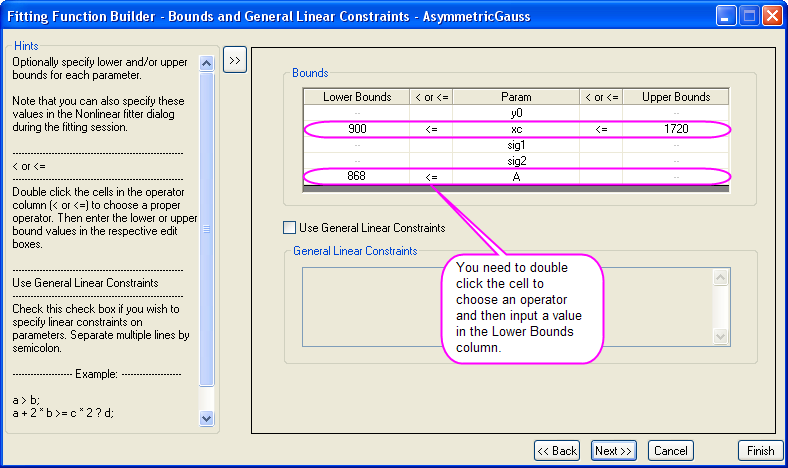 Fitting Function Builder - Bounds and General Linear Constraints - AsymmetricGauss
Hints
Optionally specify lower and/or upper
bounds for each parameter.
Note that you can also specify these
values in the Nonlinear fitter dialog
during the fitting session.
--------------------------------------------------
< or <=
--------------------------------------------------
Double click the cells in the operator
column (< or <=) to choose a proper
operator. Then enter the lower or upper
bound values in the respective edit
boxes.
--------------------------------------------------
Use General Linear Constraints
--------------------------------------------------
Check this check box if you wish to
specify linear constraints on
parameters. Separate multiple lines by
semicolon.
------------------ Example: ------------------
a > b;
a + 2 * b >= c * 2 ? d;
>>
Bounds
Lower Bounds < or <= Param < or <= Upper Bounds
-- y0 --
900 <= xc <= 1720
-- sig1 --
-- sig2 --
868 <= A --
Use General Linear Constraints
General Linear Constraints
You need to double
click the cell to
choose an operator
and then input a value
in the Lower Bounds
column.
<< Back Next >> Cancel Finish